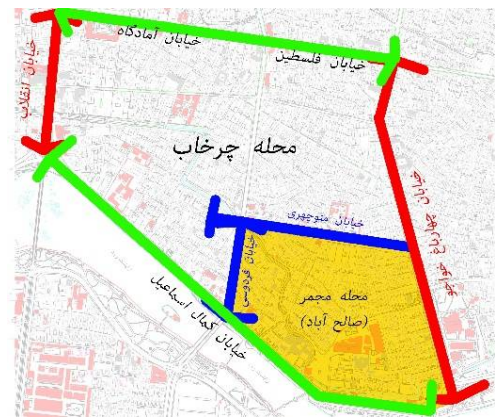 خیابان آمادگاه
خیابان فلسطین
خیابان انقلاب
محله چرخاب
خیابان چهارباغ خواجو
خیابان منوچهری
خیابان فردوسی
محله مجمر
(صالح آباد)
خیابان کمال اسماعیل